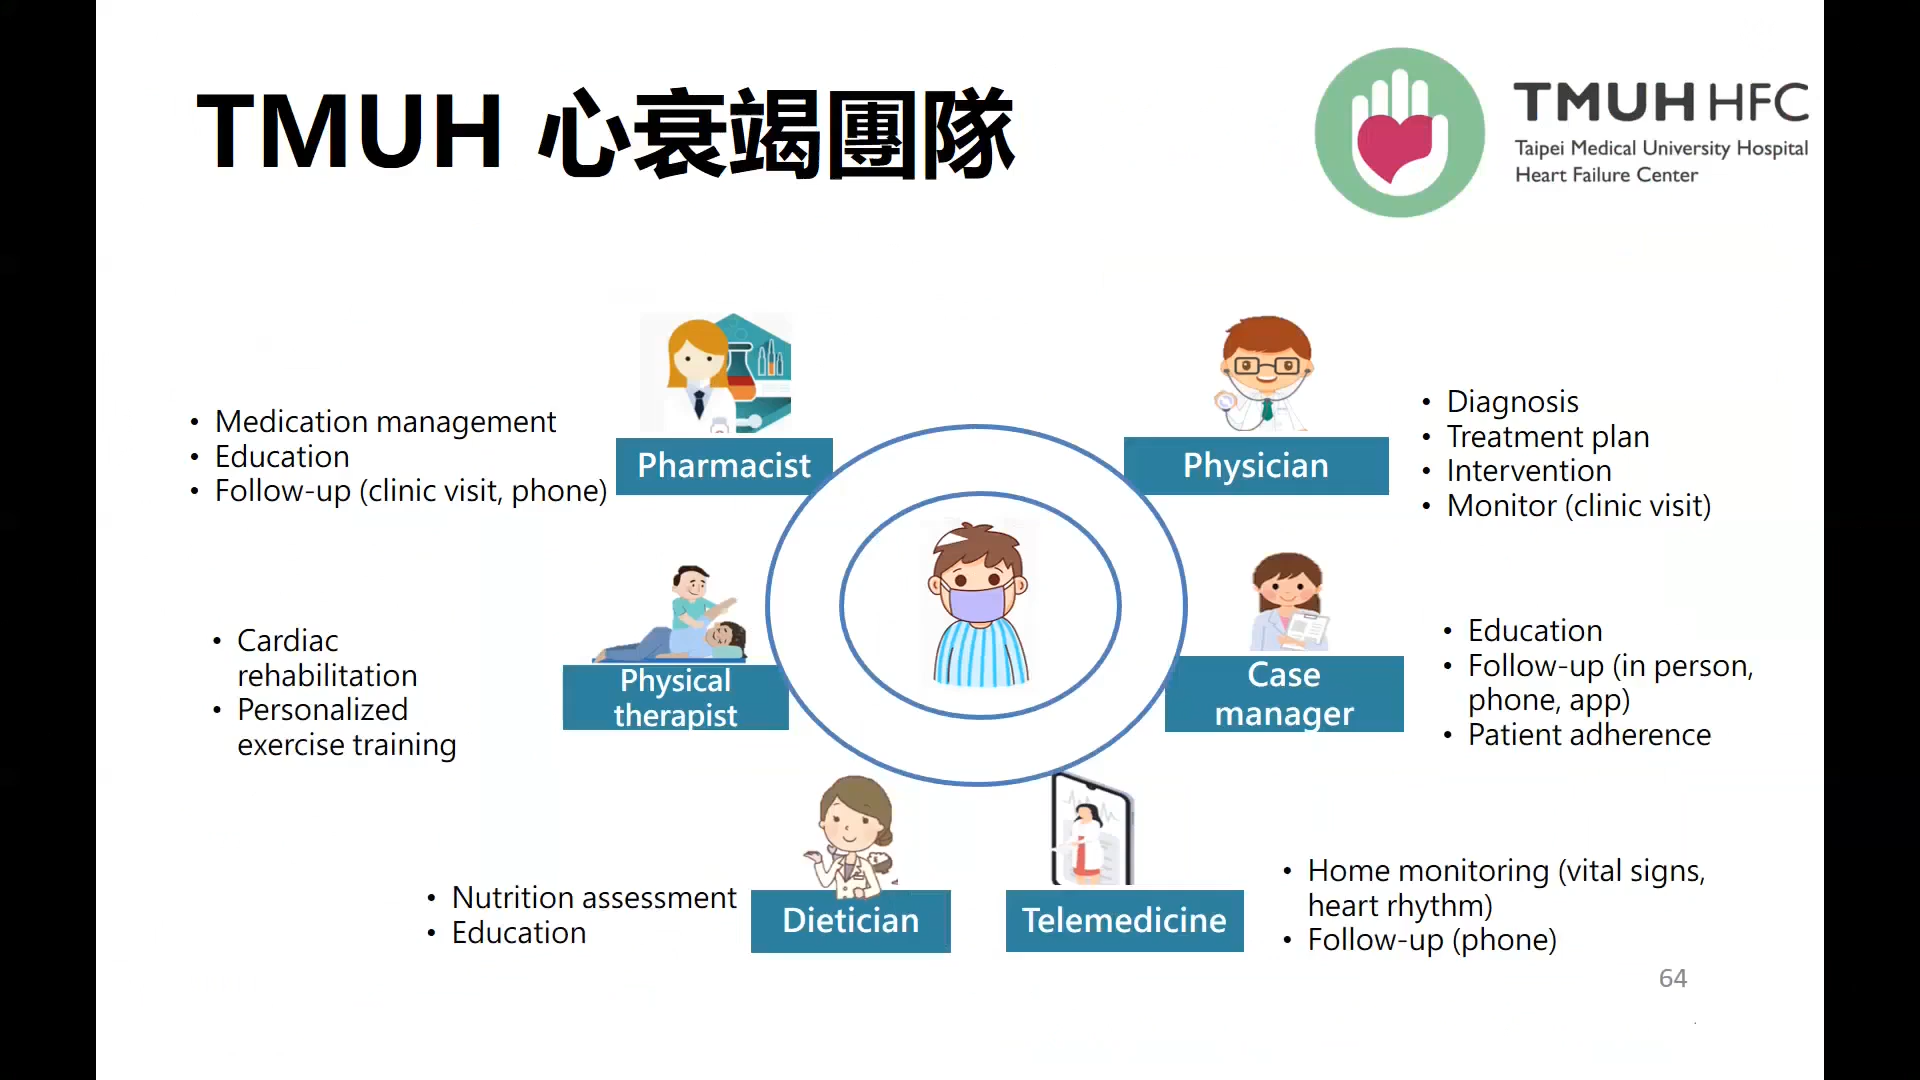 TMUH 心衰竭團隊
TMUH HFC
Taipei Medical University Hospital
Heart Failure Center
• Medication management
• Education
• Follow-up (clinic visit, phone)
Pharmacist
Physician
• Diagnosis
• Treatment plan
• Intervention
• Monitor (clinic visit)
• Cardiac
rehabilitation
• Personalized
exercise training
Physical
therapist
Case
manager
• Education
• Follow-up (in person,
phone, app)
• Patient adherence
• Nutrition assessment
• Education
Dietician
Telemedicine
• Home monitoring (vital signs,
heart rhythm)
• Follow-up (phone)
64